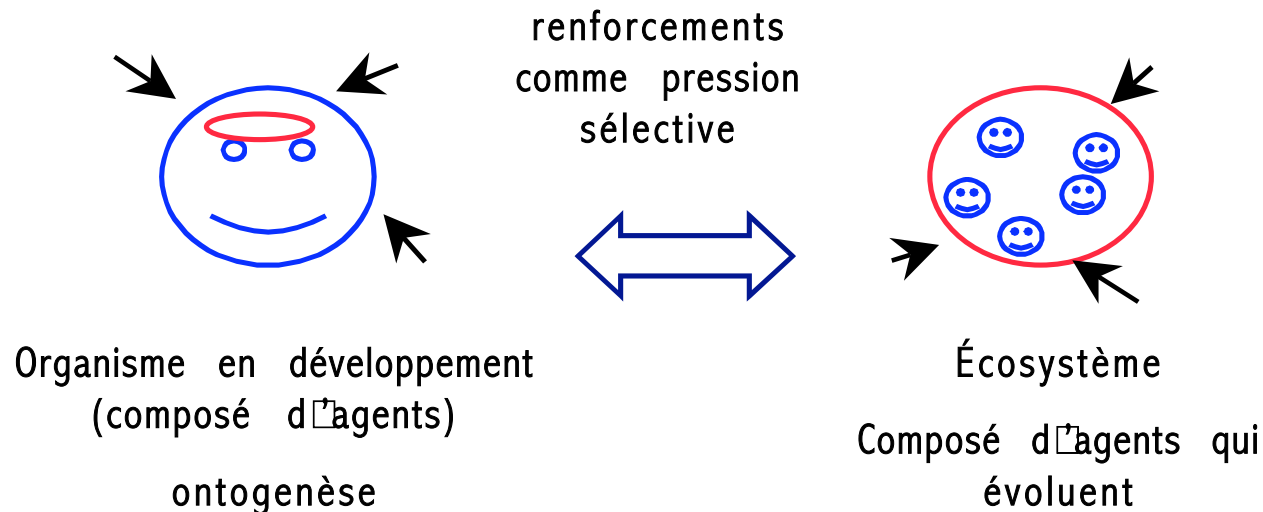 renforcements
comme pression
sélective
Organisme en développement
(composé d'agents)
ontogenèse
Écosystème
Composé d'agents qui
évoluent